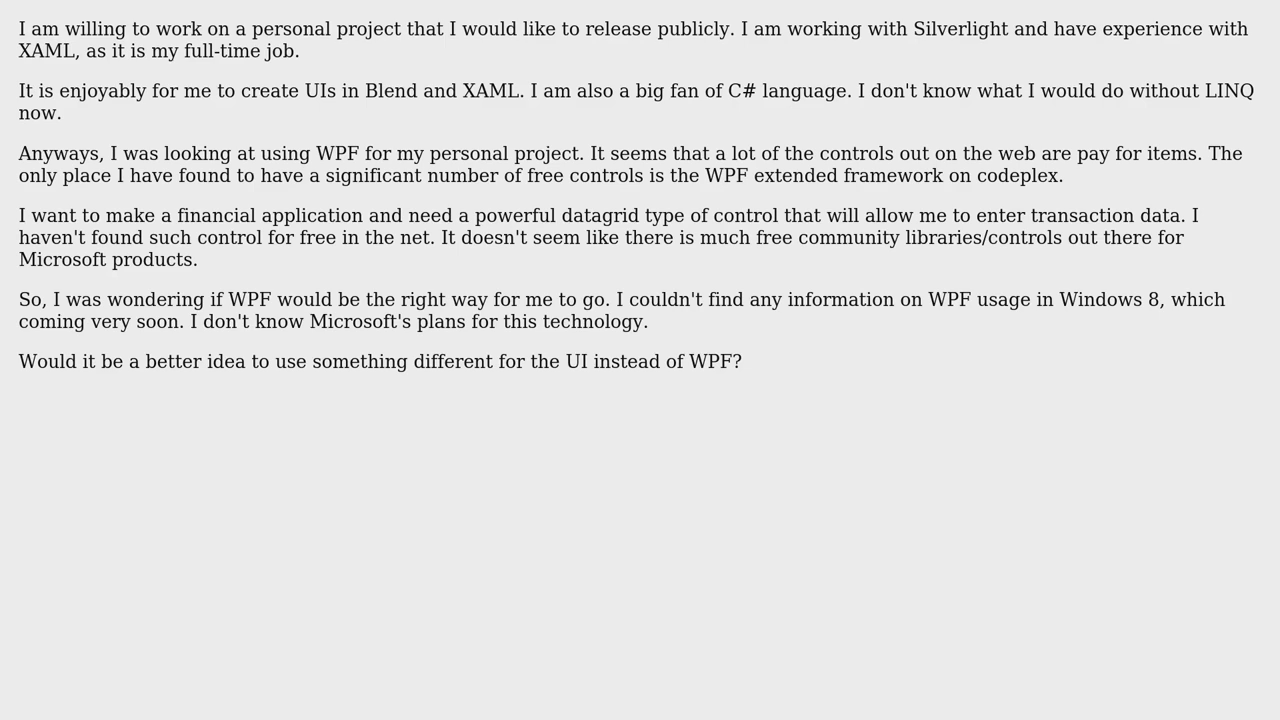 I am willing to work on a personal project that I would like to release publicly. I am working with Silverlight and have experience with
XAML, as it is my full-time job.
It is enjoyably for me to create UIs in Blend and XAML. I am also a big fan of C# language. I don't know what I would do without LINQ
now.
Anyways, I was looking at using WPF for my personal project. It seems that a lot of the controls out on the web are pay for items. The
only place I have found to have a significant number of free controls is the WPF extended framework on codeplex.
I want to make a financial application and need a powerful datagrid type of control that will allow me to enter transaction data. I
haven't found such control for free in the net. It doesn't seem like there is much free community libraries/controls out there for
Microsoft products.
So, I was wondering if WPF would be the right way for me to go. I couldn't find any information on WPF usage in Windows 8, which
coming very soon. I don't know Microsoft's plans for this technology.
Would it be a better idea to use something different for the UI instead of WPF?